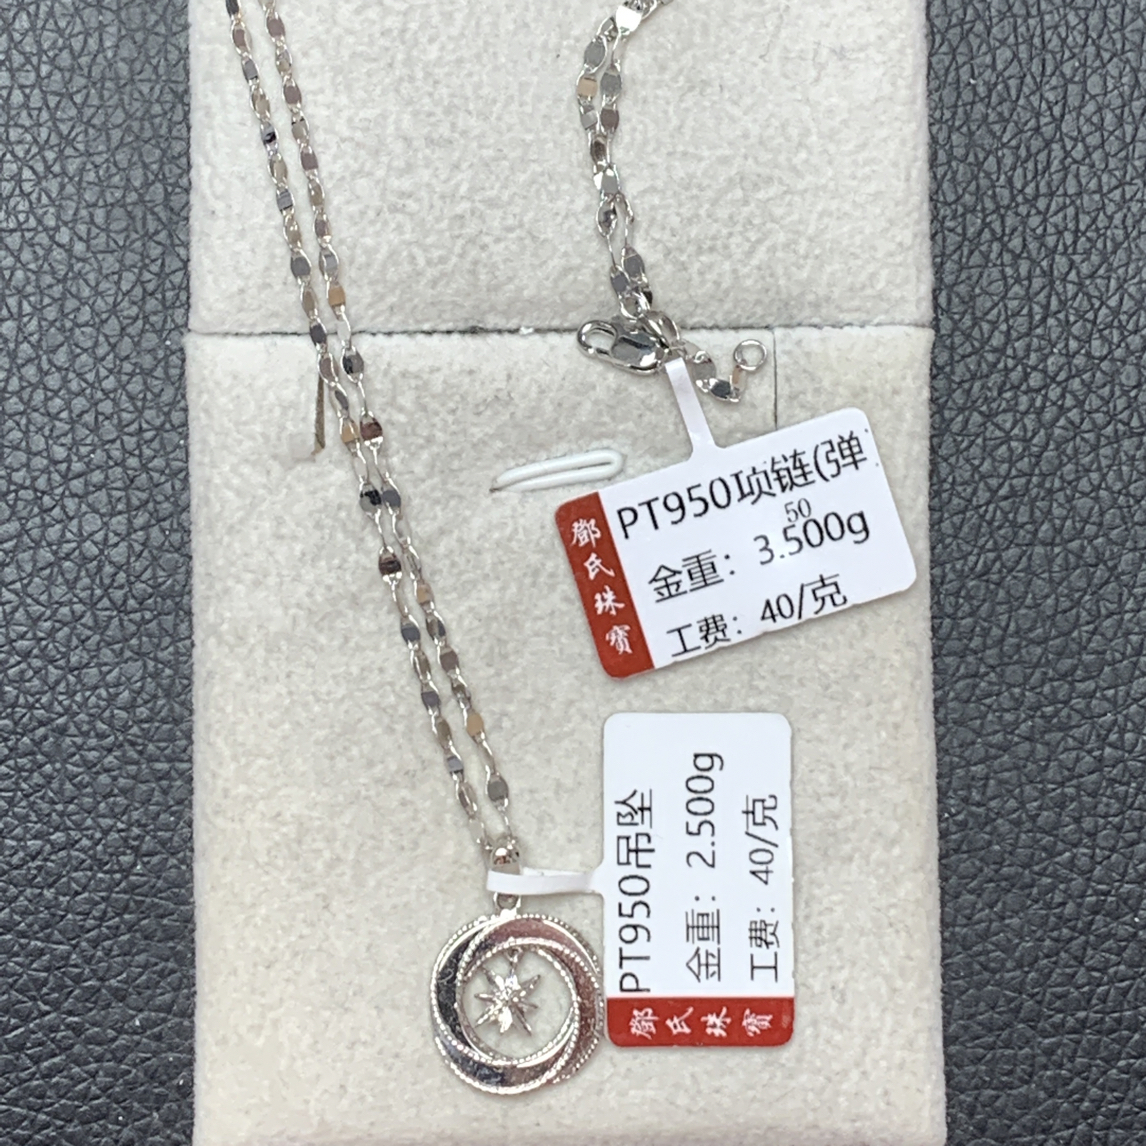 鄧氏珠寶
PT950项链(弹
50
金重：3.500g
工费：40/克
PT950吊坠
金重：2.500g
工费：40/克
鄧氏珠寶